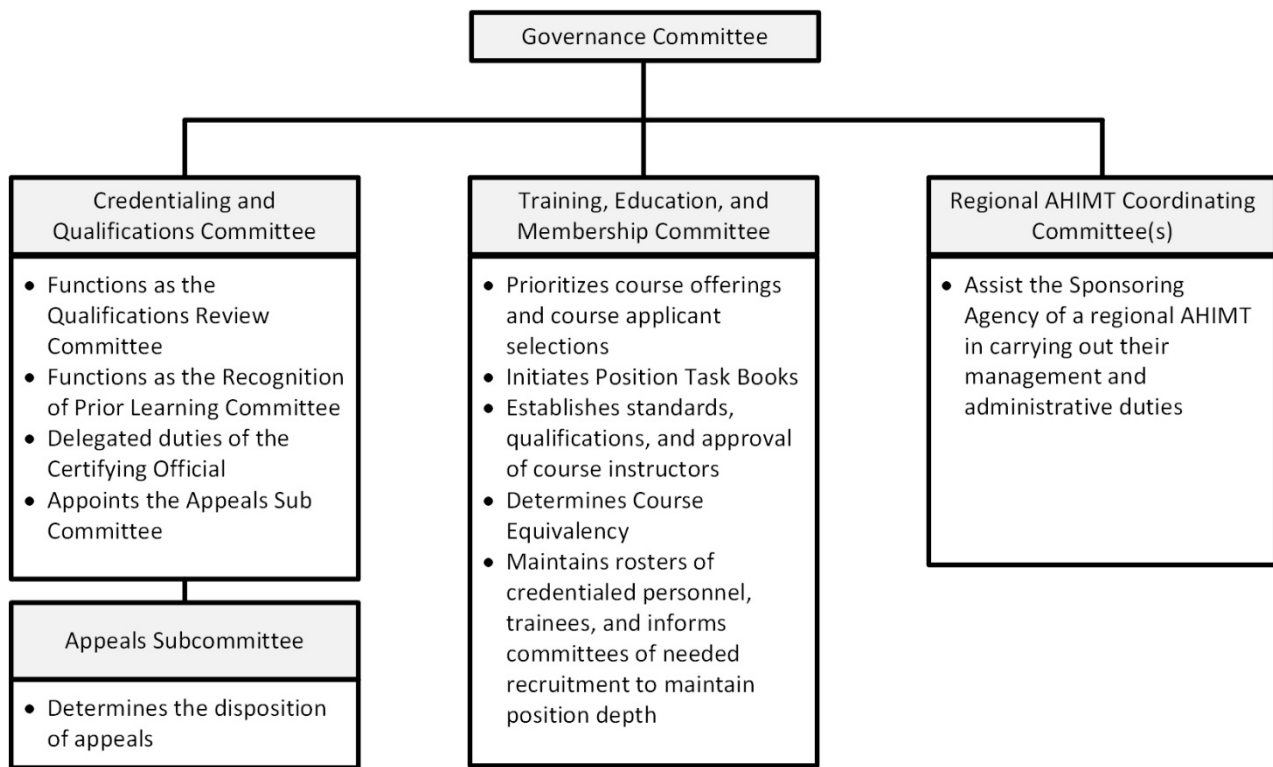 Governance Committee
Credentialing and
Qualifications Committee
• Functions as the
Qualifications Review
Committee
• Functions as the Recognition
of Prior Learning Committee
• Delegated duties of the
Certifying Official
• Appoints the Appeals Sub
Committee
Appeals Subcommittee
• Determines the disposition
of appeals
Training, Education, and
Membership Committee
• Prioritizes course offerings
and course applicant
selections
• Initiates Position Task Books
• Establishes standards,
qualifications, and approval
of course instructors
• Determines Course
Equivalency
• Maintains rosters of
credentialed personnel,
trainees, and informs
committees of needed
recruitment to maintain
position depth
Regional AHIMT Coordinating
Committee(s)
• Assist the Sponsoring
Agency of a regional AHIMT
in carrying out their
management and
administrative duties